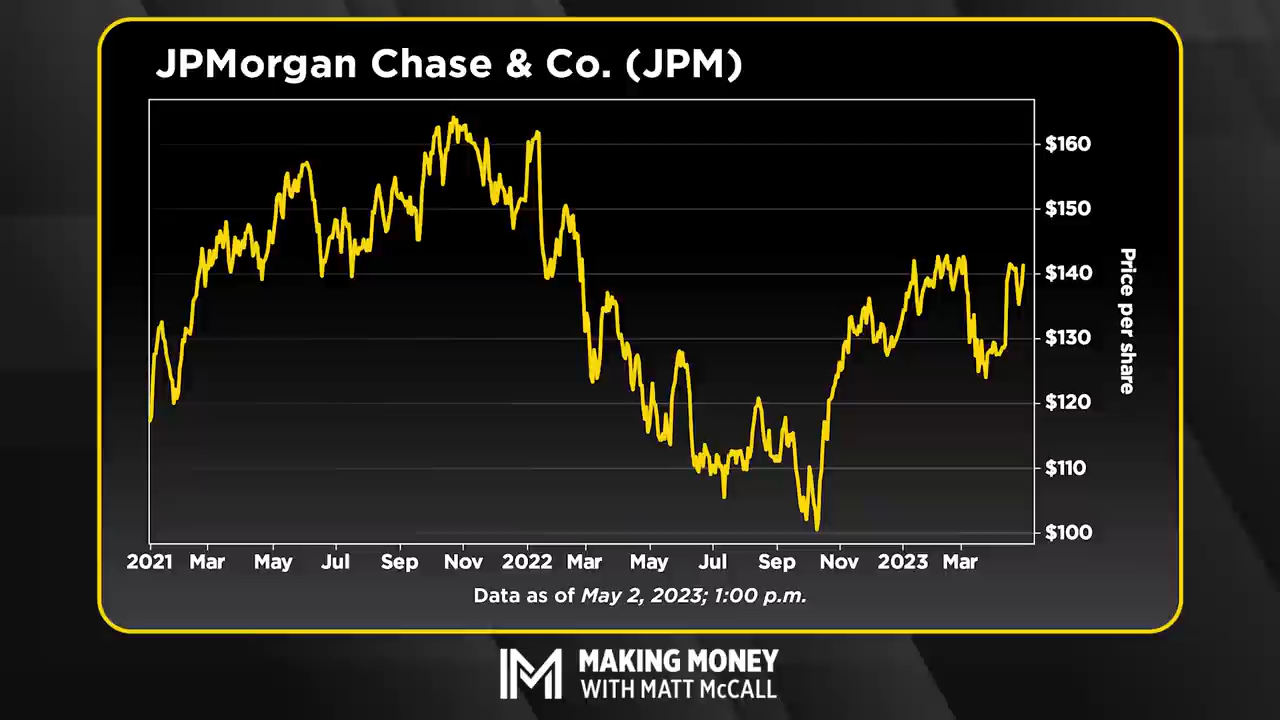 JPMorgan Chase & Co. (JPM)
$160
$150
$140
$130
$120
$110
$100
Price per share
2021 Mar May Jul Sep Nov 2022 Mar May Jul Sep Nov 2023 Mar
Data as of May 2, 2023; 1:00 p.m.
MAKING MONEY
WITH MATT McCALL